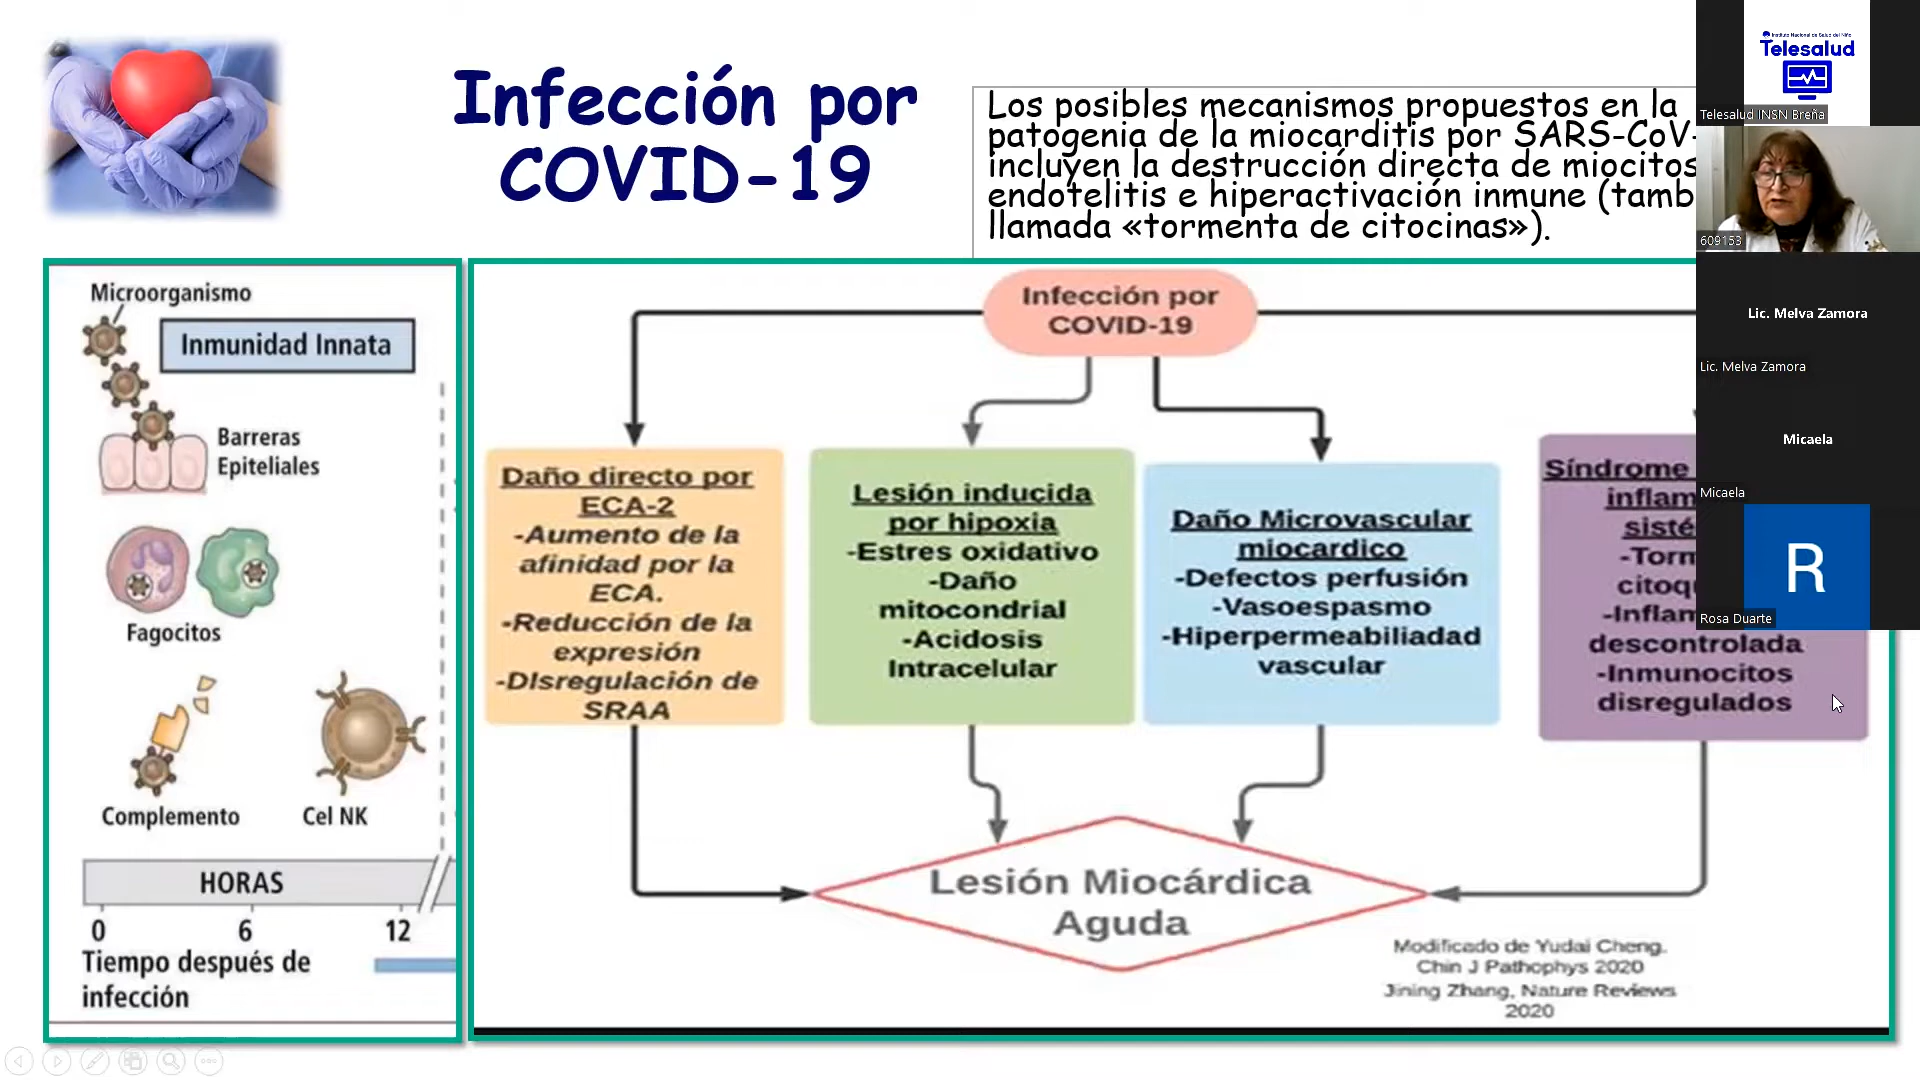 Infección por
COVID-19
Los posibles mecanismos propuestos en la
patogenia de la miocarditis por SARS-CoV-
incluyen la destrucción directa de miocitos
endotelitis e hiperactivación inmune (tamb
llamada «tormenta de citocinas»).
Instituto Nacional de Salud del Niño
Telesalud
Telesalud INSN Breña
609153
Lic. Melva Zamora
Lic. Melva Zamora
Micaela
Micaela
R
Rosa Duarte
Microorganismo
Inmunidad Innata
Barreras
Epiteliales
Fagocitos
Complemento
Cel NK
HORAS
0
6
12
Tiempo después de
infección
Infección por
COVID-19
Daño directo por
ECA-2
-Aumento de la
afinidad por la
ECA.
-Reducción de la
expresión
-DIsregulación de
SRAA
Lesión inducida
por hipoxia
-Estres oxidativo
-Daño
mitocondrial
-Acidosis
Intracelular
Daño Microvascular
miocardico
-Defectos perfusión
-Vasoespasmo
-Hiperpermeabiliadad
vascular
Síndrome
inflam
sisté
-Torm
citoq
-Inflam
descontrolada
-Inmunocitos
disregulados
Lesión Miocárdica
Aguda
Modificado de Yudai Cheng.
Chin J Pathophys 2020
Jining Zhang, Nature Reviews
2020